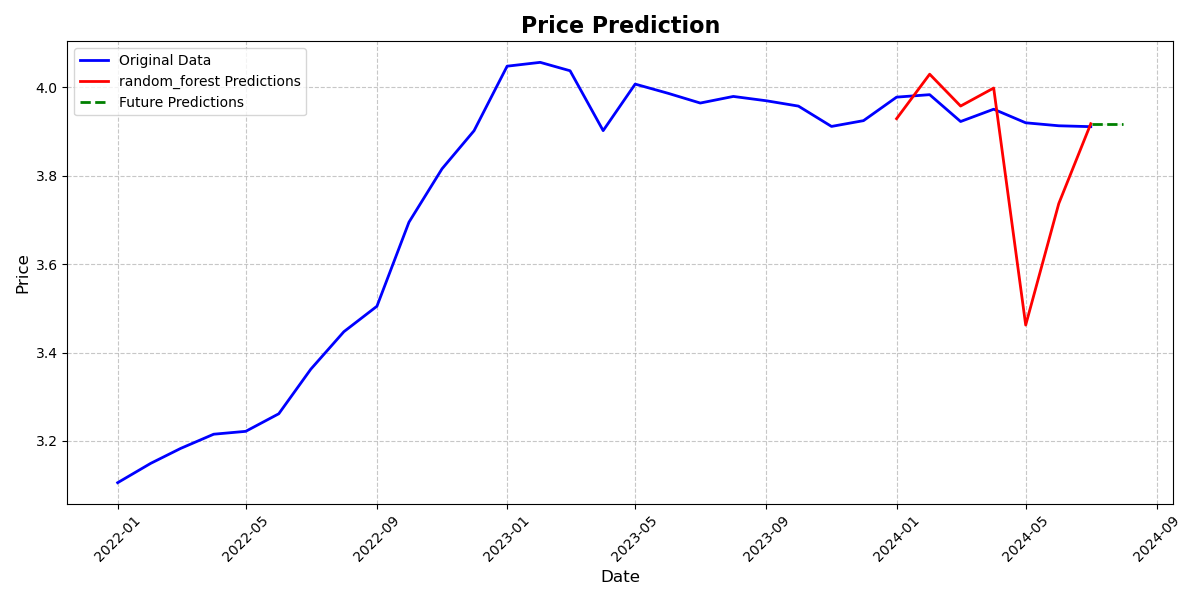 Price Prediction
Original Data
random_forest Predictions
Future Predictions
Price
4.0
3.8
3.6
3.4
3.2
2022-01
2022-05
2022-09
2023-01
2023-05
2023-09
2024-01
2024-05
2024-09
Date